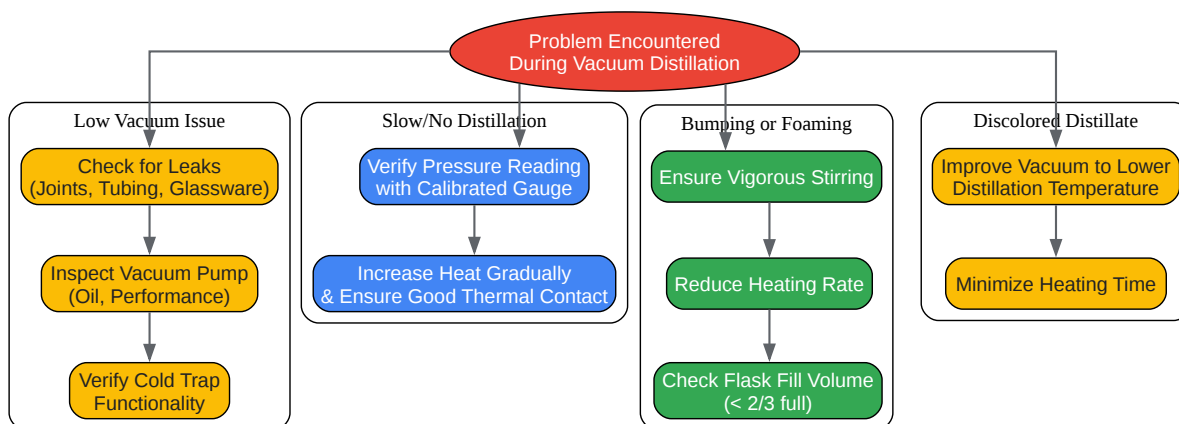 Problem Encountered
During Vacuum Distillation
Low Vacuum Issue
Check for Leaks
(Joints, Tubing, Glassware)
Inspect Vacuum Pump
(Oil, Performance)
Verify Cold Trap
Functionality
Slow/No Distillation
Verify Pressure Reading
with Calibrated Gauge
Increase Heat Gradually
& Ensure Good Thermal Contact
Bumping or Foaming
Ensure Vigorous Stirring
Reduce Heating Rate
Check Flask Fill Volume
(< 2/3 full)
Discolored Distillate
Improve Vacuum to Lower
Distillation Temperature
Minimize Heating Time